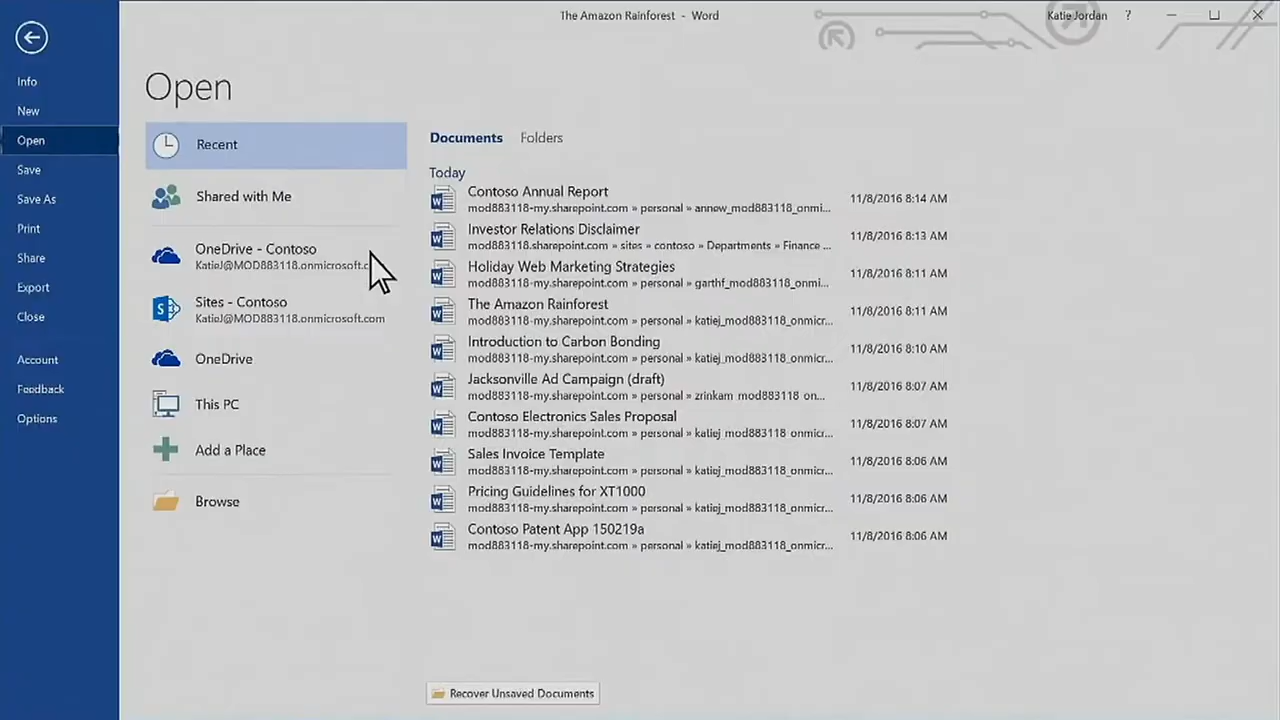 The Amazon Rainforest - Word
Katie Jordan
?
Info
New
Open
Save
Save As
Print
Share
Export
Close
Account
Feedback
Options
Open
Recent
Shared with Me
OneDrive - Contoso
KatieJ@MOD883118.onmicrosoft.c
Sites - Contoso
KatieJ@MOD883118.onmicrosoft.com
OneDrive
This PC
Add a Place
Browse
Documents Folders
Today
Contoso Annual Report
mod883118-my.sharepoint.com » personal » annew_mod883118_onmi...
11/8/2016 8:14 AM
Investor Relations Disclaimer
mod883118.sharepoint.com » sites » contoso » Departments » Finance ...
11/8/2016 8:13 AM
Holiday Web Marketing Strategies
mod883118-my.sharepoint.com » personal » garthf_mod883118_onmi...
11/8/2016 8:11 AM
The Amazon Rainforest
mod883118-my.sharepoint.com » personal » katiej_mod883118_onmicr...
11/8/2016 8:11 AM
Introduction to Carbon Bonding
mod883118-my.sharepoint.com » personal » katiej_mod883118_onmicr...
11/8/2016 8:10 AM
Jacksonville Ad Campaign (draft)
mod883118-my.sharepoint.com » personal » zrinkam_mod883118_on...
11/8/2016 8:07 AM
Contoso Electronics Sales Proposal
mod883118-my.sharepoint.com » personal » katiej_mod883118_onmicr...
11/8/2016 8:07 AM
Sales Invoice Template
mod883118-my.sharepoint.com » personal » katiej_mod883118_onmicr...
11/8/2016 8:06 AM
Pricing Guidelines for XT1000
mod883118-my.sharepoint.com » personal » katiej_mod883118_onmicr...
11/8/2016 8:06 AM
Contoso Patent App 150219a
mod883118-my.sharepoint.com » personal » katiej_mod883118_onmicr...
11/8/2016 8:06 AM
Recover Unsaved Documents